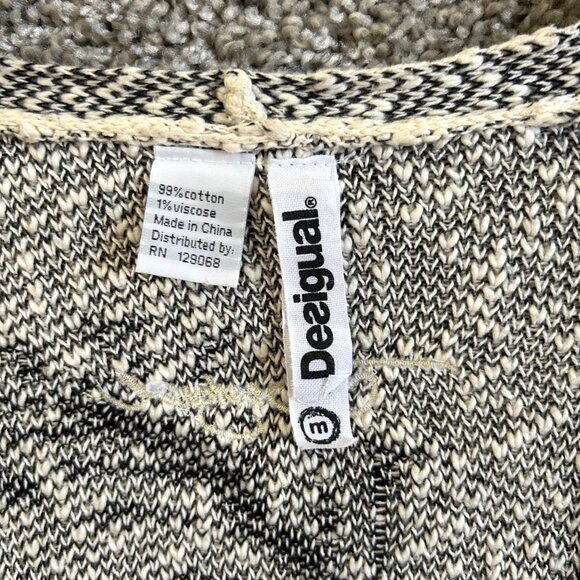 99%cotton
1%viscose
Made in China
Distributed by:
RN 129068
Desigual®
m